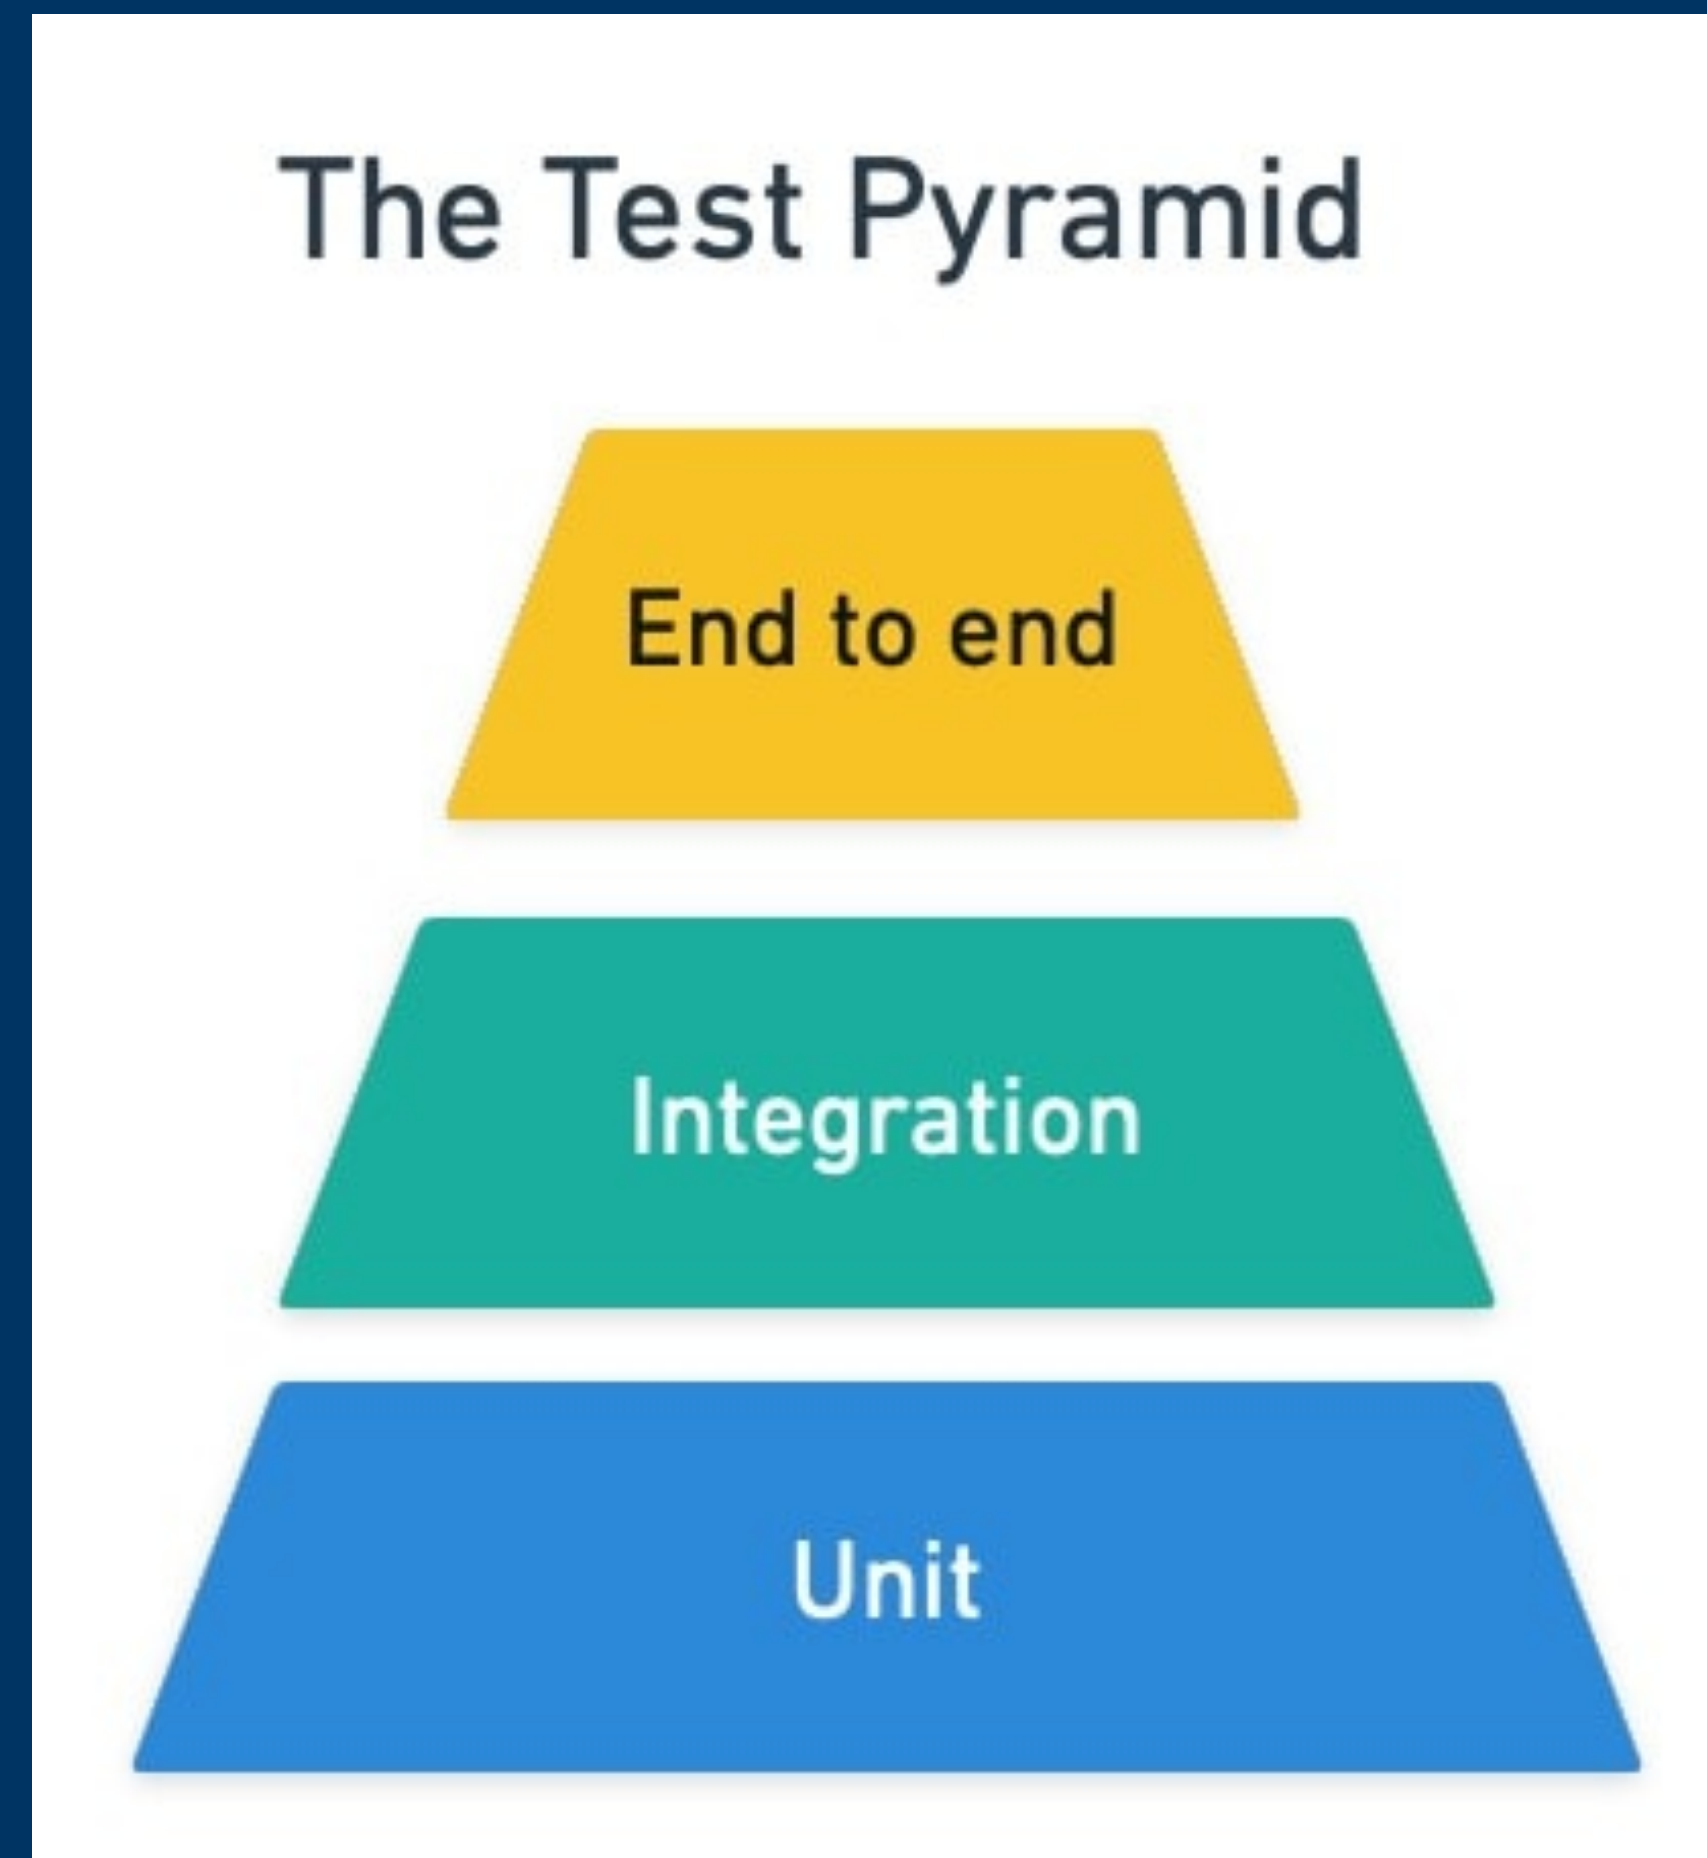 The Test Pyramid
End to end
Integration
Unit